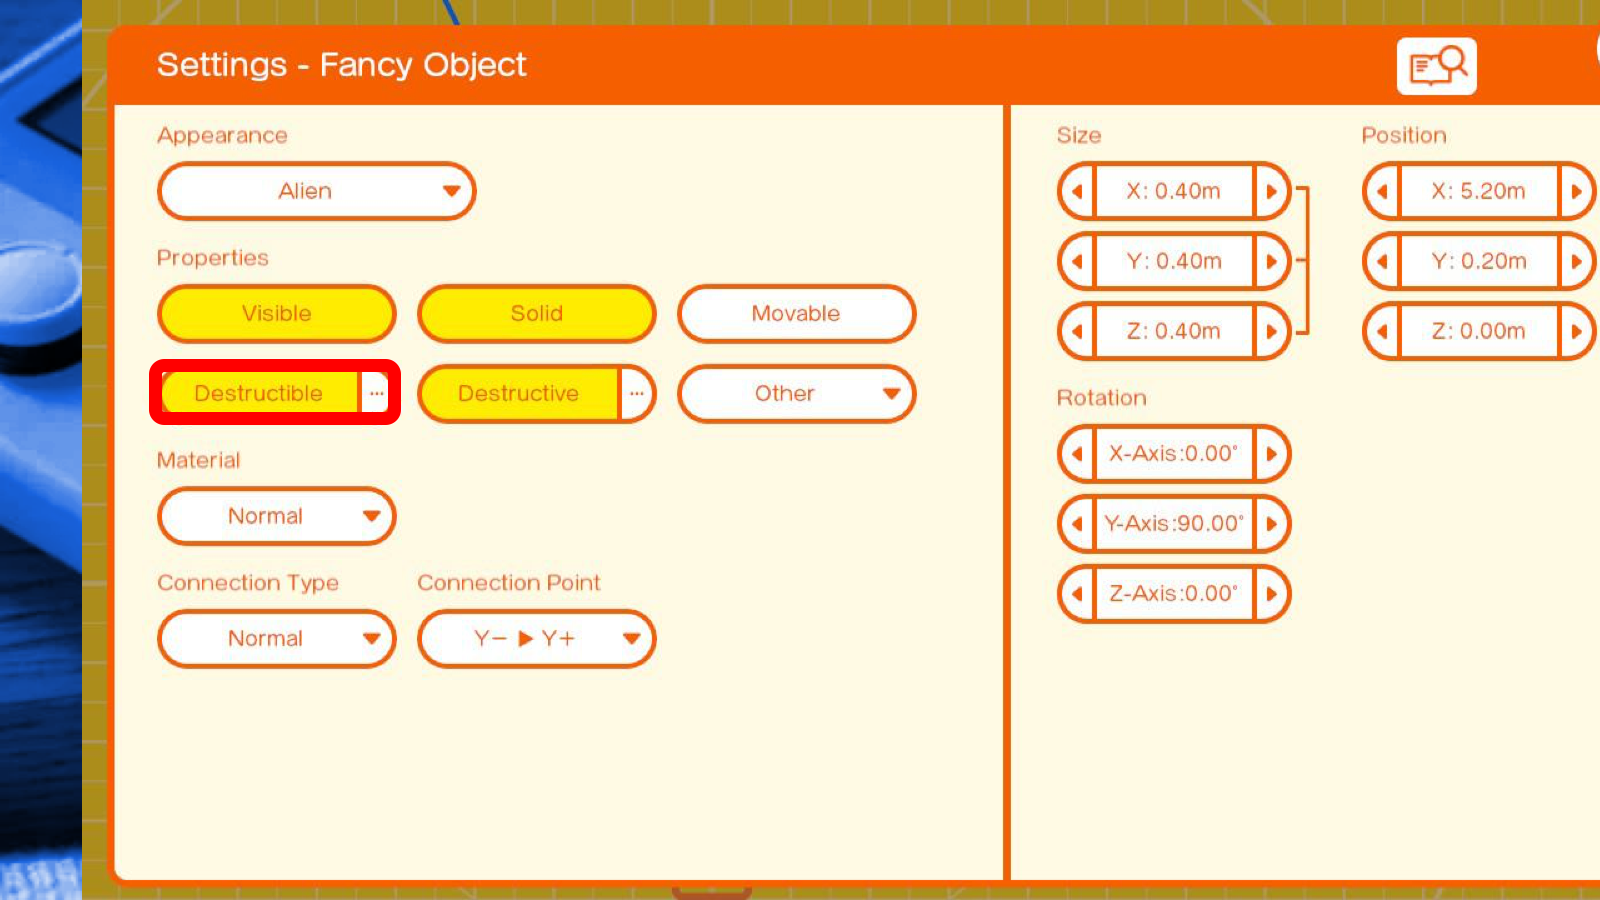 Settings - Fancy Object
Appearance
Alien
Properties
Visible
Solid
Movable
Destructible ...
Destructive ...
Other
Material
Normal
Connection Type
Connection Point
Normal
Y− ▶ Y+
Size
Position
X: 0.40m
X: 5.20m
Y: 0.40m
Y: 0.20m
Z: 0.40m
Z: 0.00m
Rotation
X-Axis:0.00°
Y-Axis:90.00°
Z-Axis:0.00°